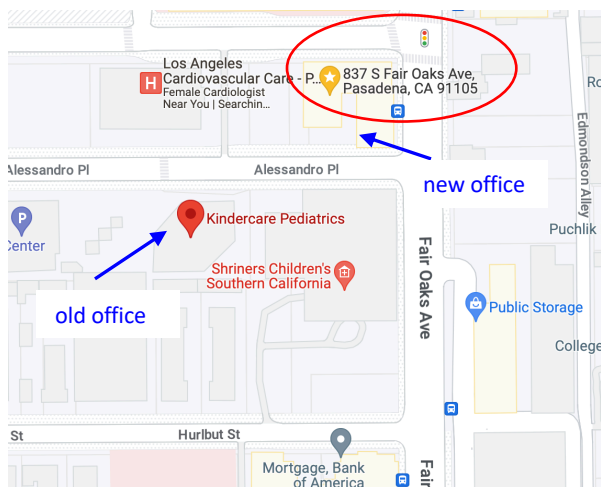 Los Angeles
Cardiovascular Care - P...
Female Cardiologist
Near You | Searchin...
H
837 S Fair Oaks Ave,
Pasadena, CA 91105
Ro
Edmondson Alley
Alessandro Pl
Alessandro Pl
new office
P
Center
Kindercare Pediatrics
Puchlik
Shriners Children's
Southern California
Fair Oaks Ave
old office
Public Storage
College
St
Hurlbut St
Mortgage, Bank
of America
Fair